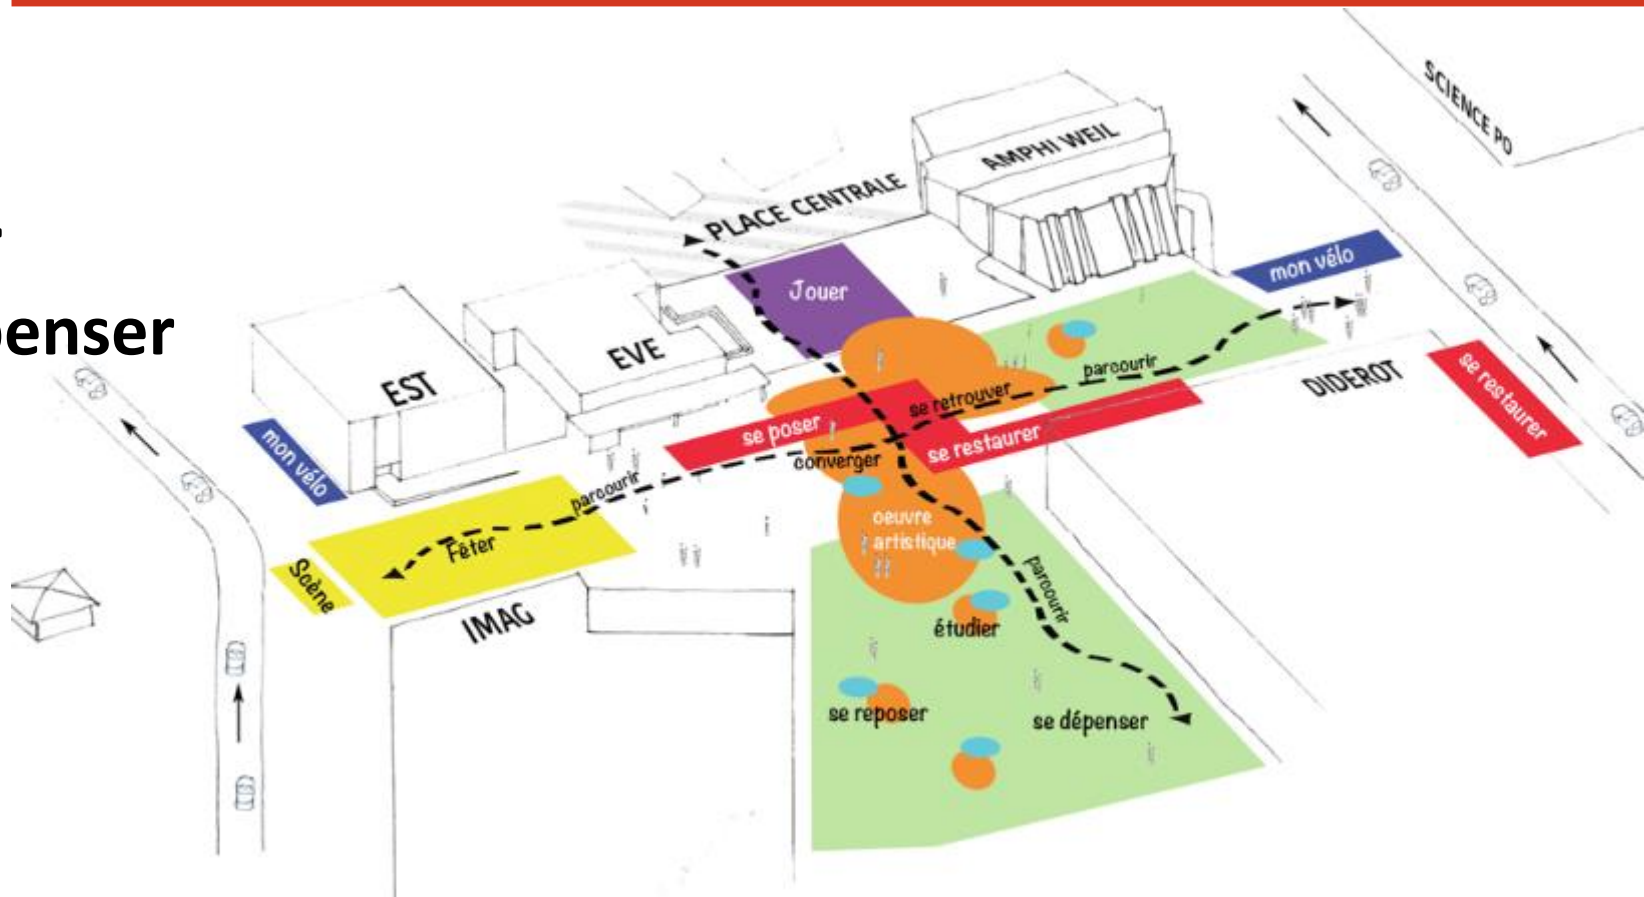 SCIENCE PO
AMPHI WEIL
PLACE CENTRALE
mon vélo
Jouer
penser
EVE
EST
parcourir
DIDEROT
se restaurer
se retrouver
se poser
se restaurer
converger
mon vélo
parcourir
oeuvre
artistique
Fêter
Scène
parcourir
IMAG
étudier
se reposer
se dépenser